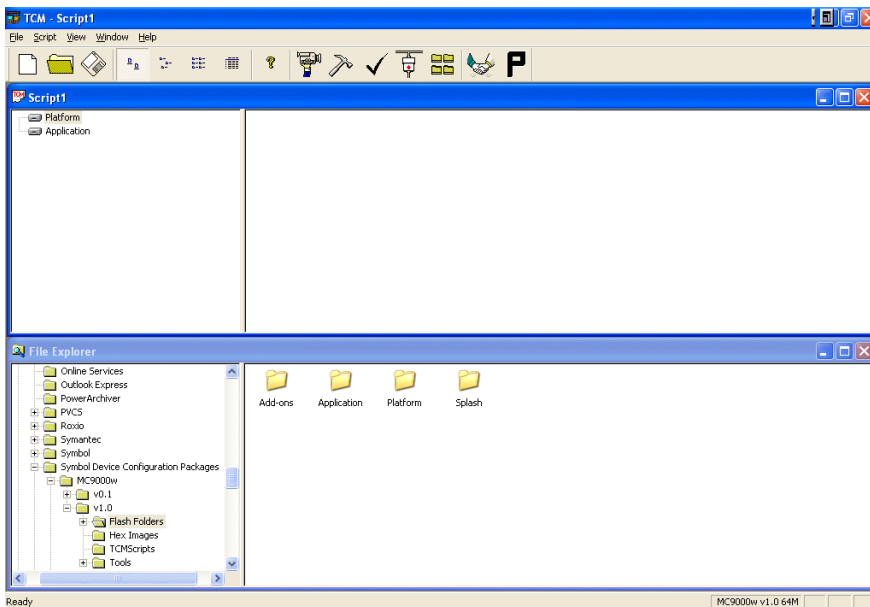 TCM - Script1
File Script View Window Help
Script1
Platform
Application
File Explorer
Online Services
Outlook Express
PowerArchiver
PVCS
Roxio
Symantec
Symbol
Symbol Device Configuration Packages
MC9000w
v0.1
v1.0
Flash Folders
Hex Images
TCMScripts
Tools
Add-ons Application Platform Splash
Ready MC9000w v1.0 64M